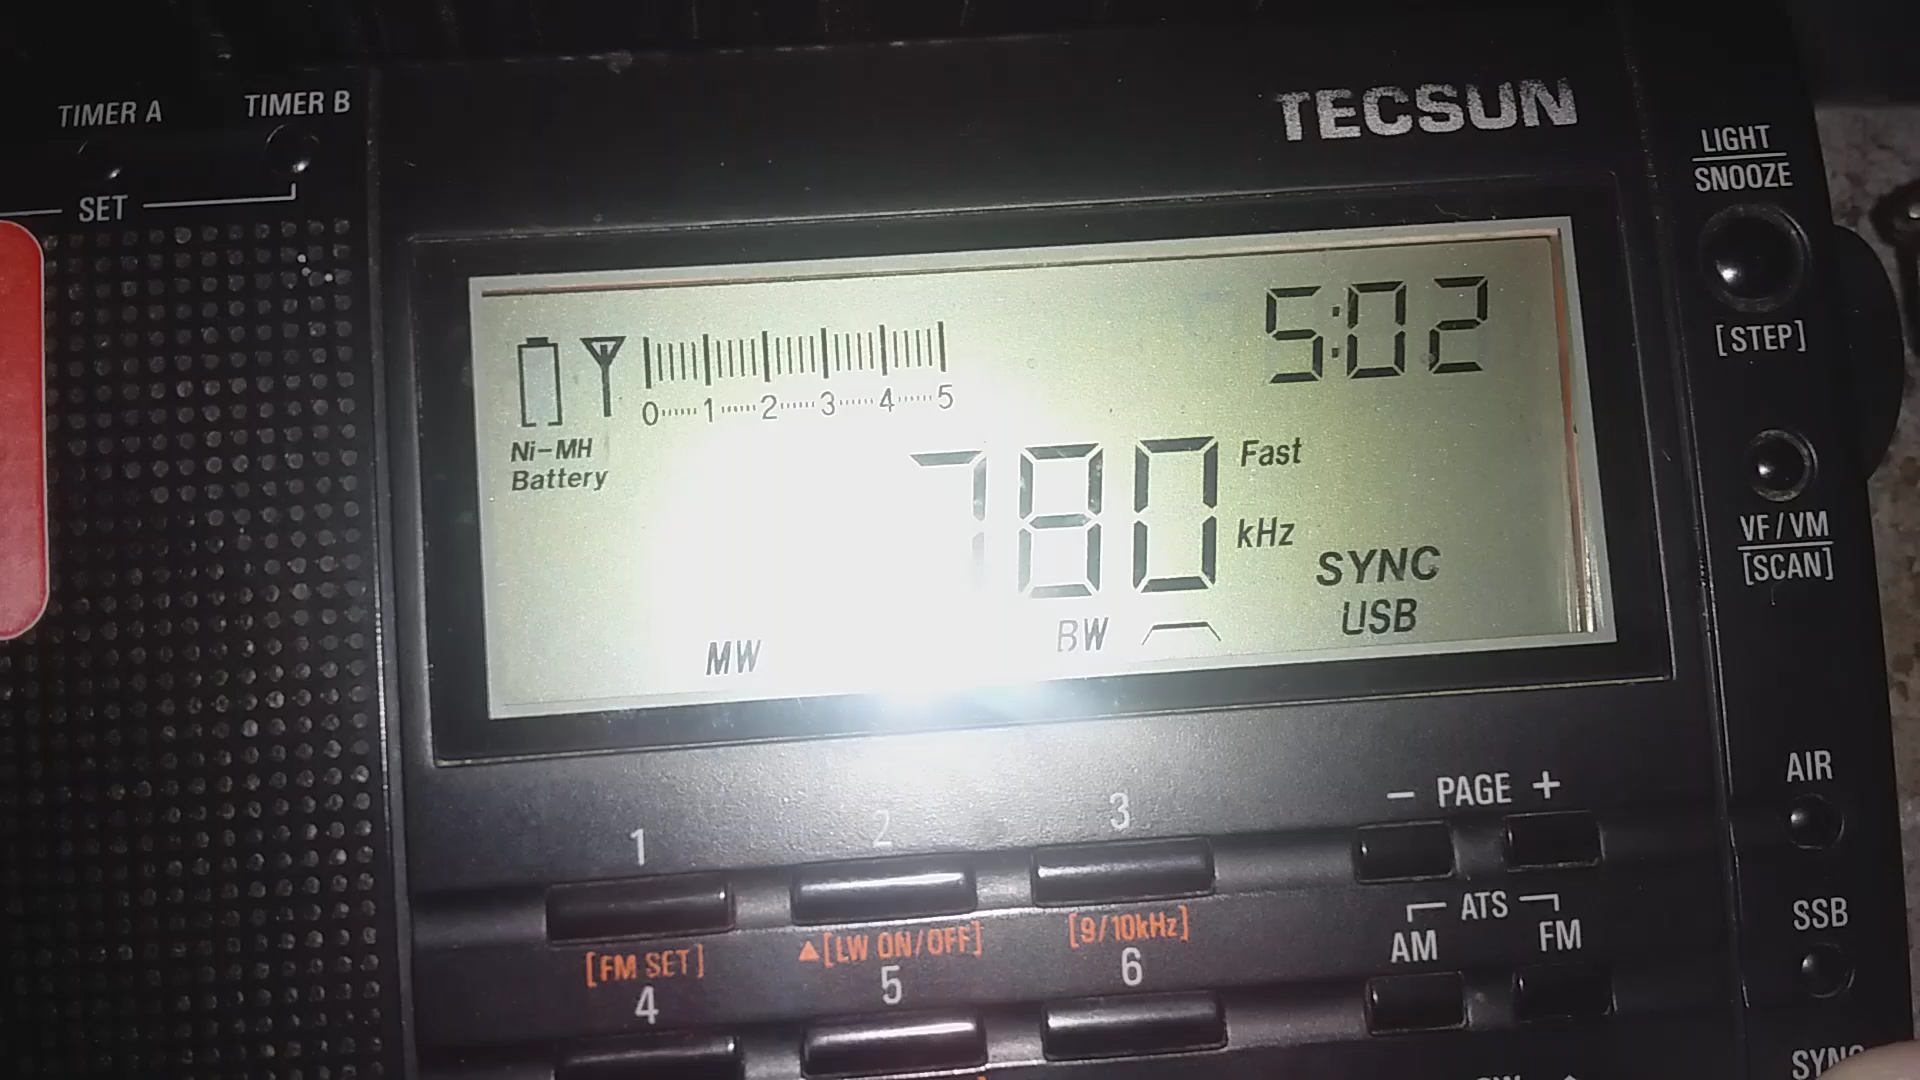 TIMER A
TIMER B
SET
TECSUN
LIGHT
SNOOZE
[STEP]
5:02
0 1 2 3 4 5
Ni-MH
Battery
780
Fast
kHz
SYNC
USB
MW
BW
VF/VM
[SCAN]
AIR
- PAGE +
1
2
3
ATS
AM
FM
SSB
[FM SET]
▲[LW ON/OFF]
[9/10kHz]
4
5
6
SYNC